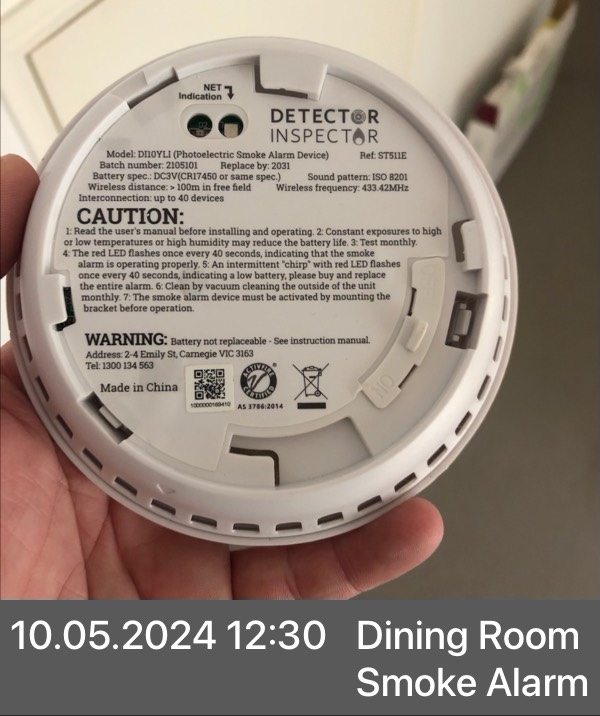 NET
Indication
DETECTOR
INSPECTOR
Model: DI10YLI (Photoelectric Smoke Alarm Device) Ref: ST511E
Batch number: 2105101 Replace by: 2031
Battery spec.: DC3V(CR17450 or same spec.) Sound pattern: ISO 8201
Wireless distance: > 100m in free field Wireless frequency: 433.42MHz
Interconnection: up to 40 devices
CAUTION:
1: Read the user's manual before installing and operating. 2: Constant exposures to high
or low temperatures or high humidity may reduce the battery life. 3: Test monthly.
4: The red LED flashes once every 40 seconds, indicating that the smoke
alarm is operating properly. 5: An intermittent "chirp" with red LED flashes
once every 40 seconds, indicating a low battery, please buy and replace
the entire alarm. 6: Clean by vacuum cleaning the outside of the unit
monthly. 7: The smoke alarm device must be activated by mounting the
bracket before operation.
WARNING: Battery not replaceable - See instruction manual.
Address: 2-4 Emily St, Carnegie VIC 3163
Tel: 1300 134 563
Made in China
ACTIVFIRE
CERTIFIED
1000000168410 AS 3786:2014
ON
10.05.2024 12:30 Dining Room
Smoke Alarm